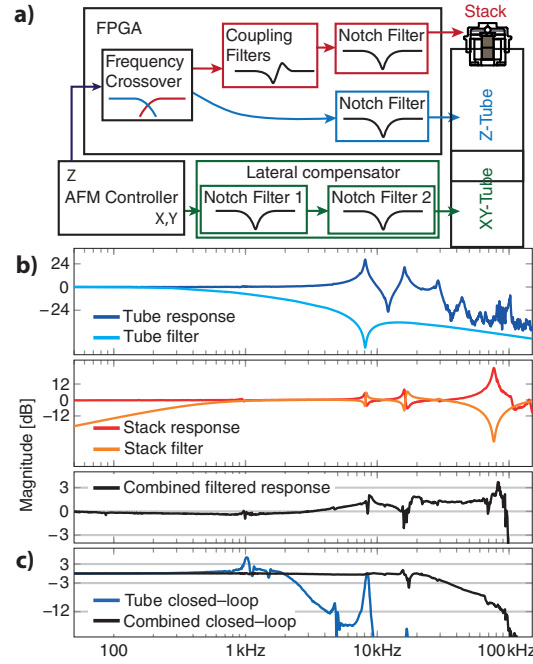 a)
FPGA
Stack
Frequency
Crossover
Coupling
Filters
Notch Filter
Notch Filter
Z-Tube
Z
AFM Controller
X,Y
Lateral compensator
Notch Filter 1
Notch Filter 2
XY-Tube
b)
24
0
−24
Tube response
Tube filter
12
0
−12
Stack response
Stack filter
Magnitude [dB]
3
0
−3
Combined filtered response
c)
3
−3
−12
Tube closed–loop
Combined closed–loop
100
1kHz
10kHz
100kHz